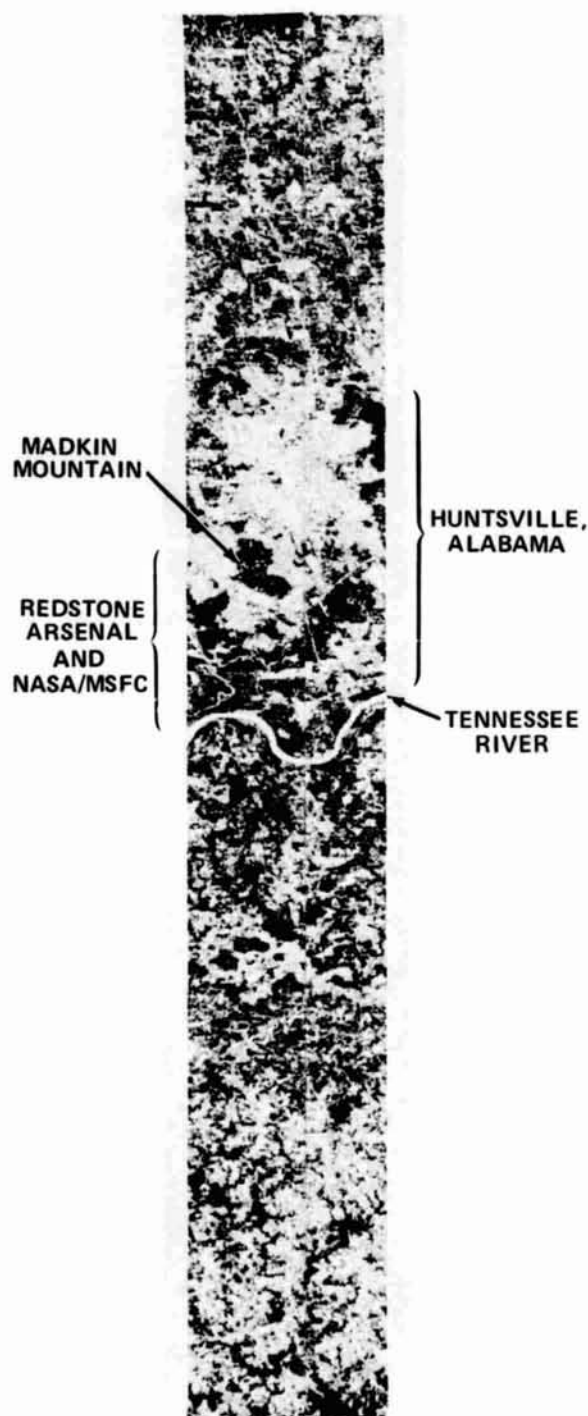 MADKIN
MOUNTAIN
HUNTSVILLE,
ALABAMA
REDSTONE
ARSENAL
AND
NASA/MSFC
TENNESSEE
RIVER